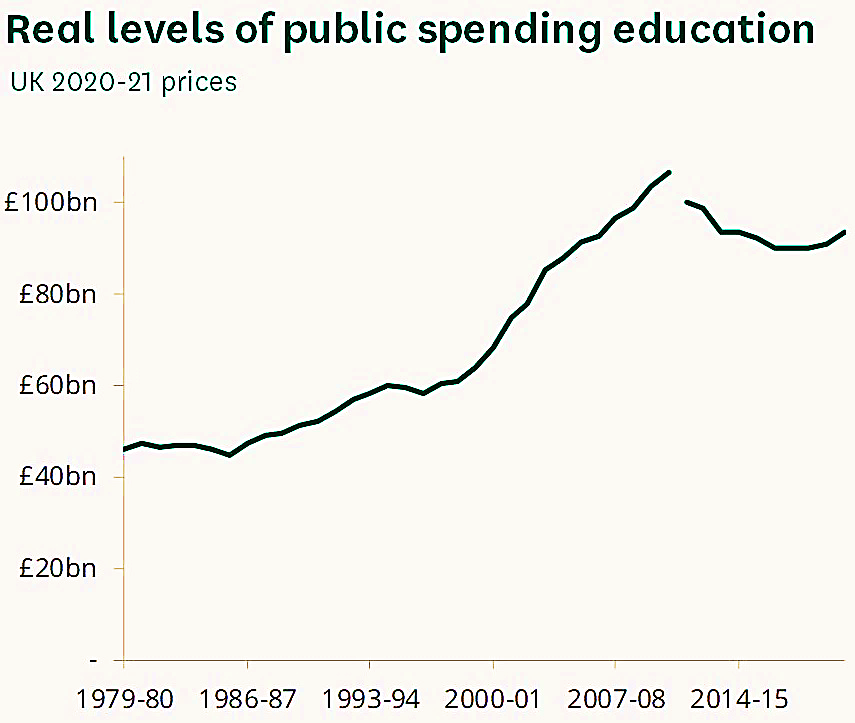 Real levels of public spending education
UK 2020-21 prices
£100bn
£80bn
£60bn
£40bn
£20bn
-
1979-80 1986-87 1993-94 2000-01 2007-08 2014-15